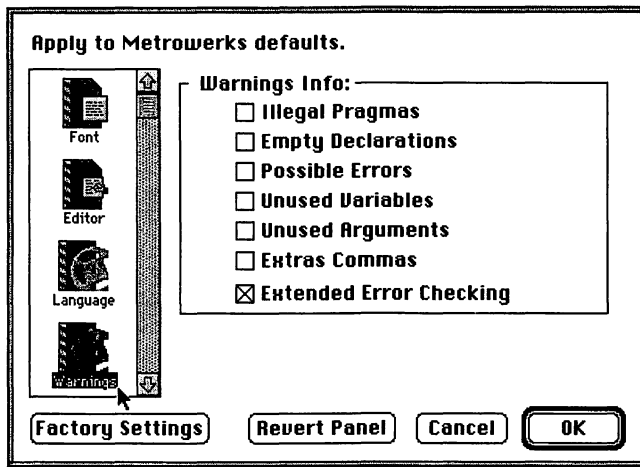 Apply to Metrowerks defaults.
Font
Editor
Language
Warnings
Warnings Info:
Illegal Pragmas
Empty Declarations
Possible Errors
Unused Variables
Unused Arguments
Extras Commas
Extended Error Checking
Factory Settings
Revert Panel
Cancel
OK